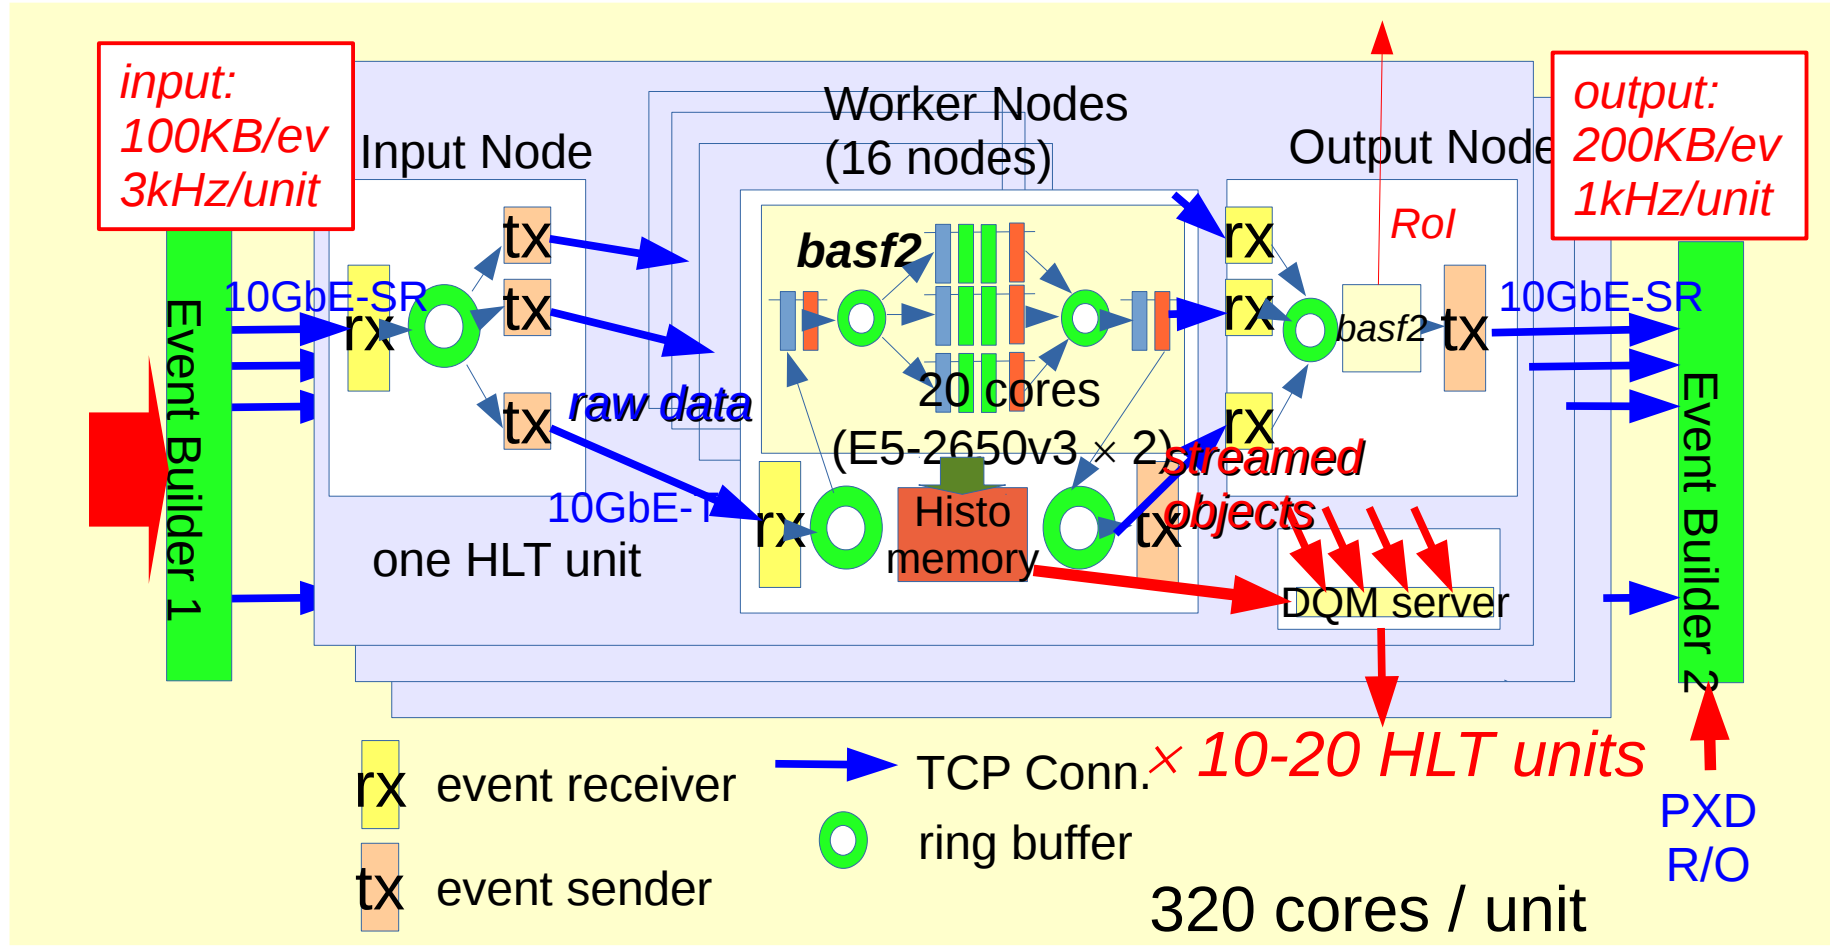 input:
100KB/ev
3kHz/unit
Input Node
Worker Nodes
(16 nodes)
Output Node
output:
200KB/ev
1kHz/unit
RoI
tx
tx
tx
rx
10GbE-SR
Event Builder 1
raw data
10GbE-T
one HLT unit
basf2
20 cores
(E5-2650v3 × 2)
rx
Histo
memory
tx
rx
rx
rx
basf2
tx
10GbE-SR
Event Builder 2
streamed
objects
DQM server
× 10-20 HLT units
PXD
R/O
rx event receiver
tx event sender
TCP Conn.
ring buffer
320 cores / unit